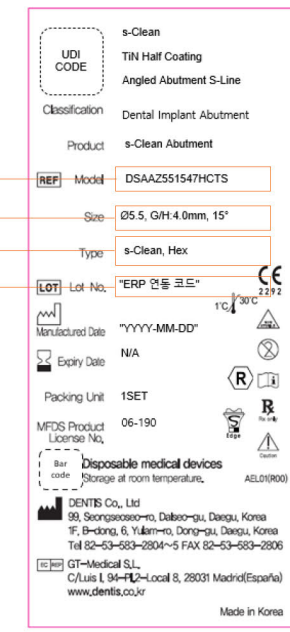 s-Clean
UDI
CODE
TiN Half Coating
Angled Abutment S-Line
Classification
Dental Implant Abutment
Product
s-Clean Abutment
REF Model
DSAAZ551547HCTS
Size
Ø5.5, G/H:4.0mm, 15°
Type
s-Clean, Hex
LOT Lot No.
"ERP 연동 코드"
CE
2292
1℃ 30℃
Manufactured Date
"YYYY-MM-DD"
Expiry Date
N/A
R
Packing Unit
1SET
Rx
Rx only
Edge
MFDS Product
License No.
06-190
Caution
Bar
code
Disposable medical devices
Storage at room temperature.
AEL01(R00)
DENTIS Co., Ltd
99, Seongseoseo-ro, Dalseo-gu, Daegu, Korea
1F, B-dong, 6, Yulam-ro, Dong-gu, Daegu, Korea
Tel 82-53-583-2804~5 FAX 82-53-583-2806
EC REP GT-Medical S.L.
C/Luis I, 94-Pl,2-Local 8, 28031 Madrid(España)
www.dentis.co.kr
Made in Korea